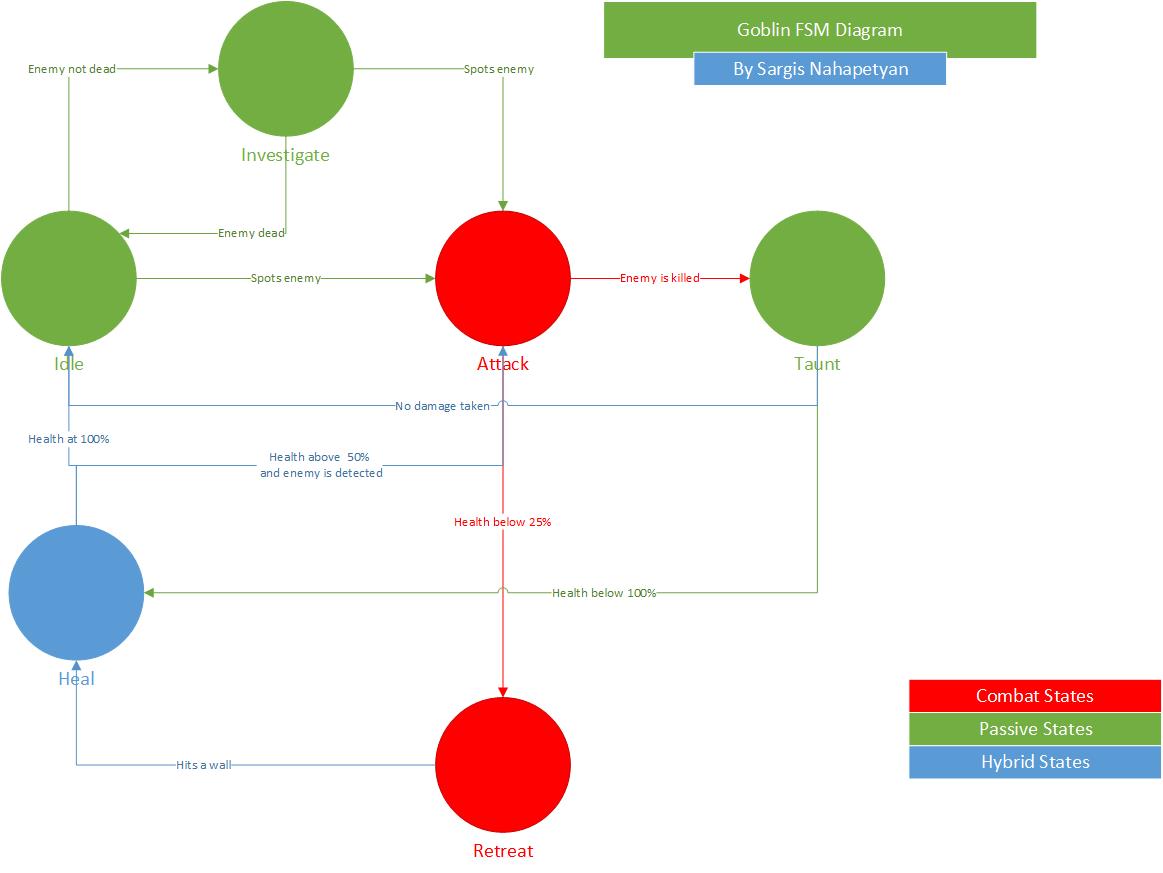 Goblin FSM Diagram
By Sargis Nahapetyan
Enemy not dead
Spots enemy
Investigate
Enemy dead
Spots enemy
Enemy is killed
Idle
Attack
Taunt
No damage taken
Health at 100%
Health above 50%
and enemy is detected
Health below 25%
Health below 100%
Heal
Combat States
Passive States
Hybrid States
Hits a wall
Retreat